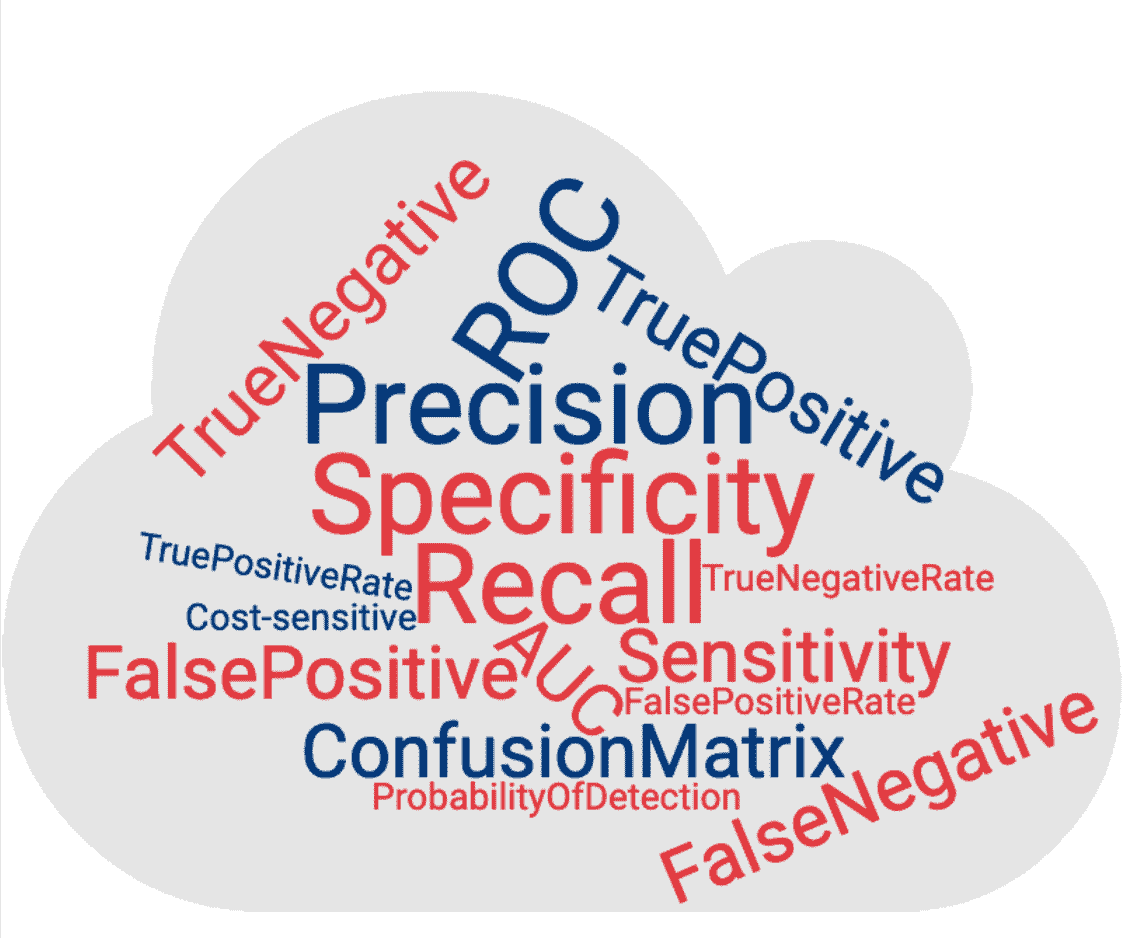 TrueNegative
ROC
TruePositive
Precision
Specificity
Recall
TruePositiveRate
TrueNegativeRate
Cost-sensitive
FalsePositive
AUC
Sensitivity
FalsePositiveRate
ConfusionMatrix
ProbabilityOfDetection
FalseNegative